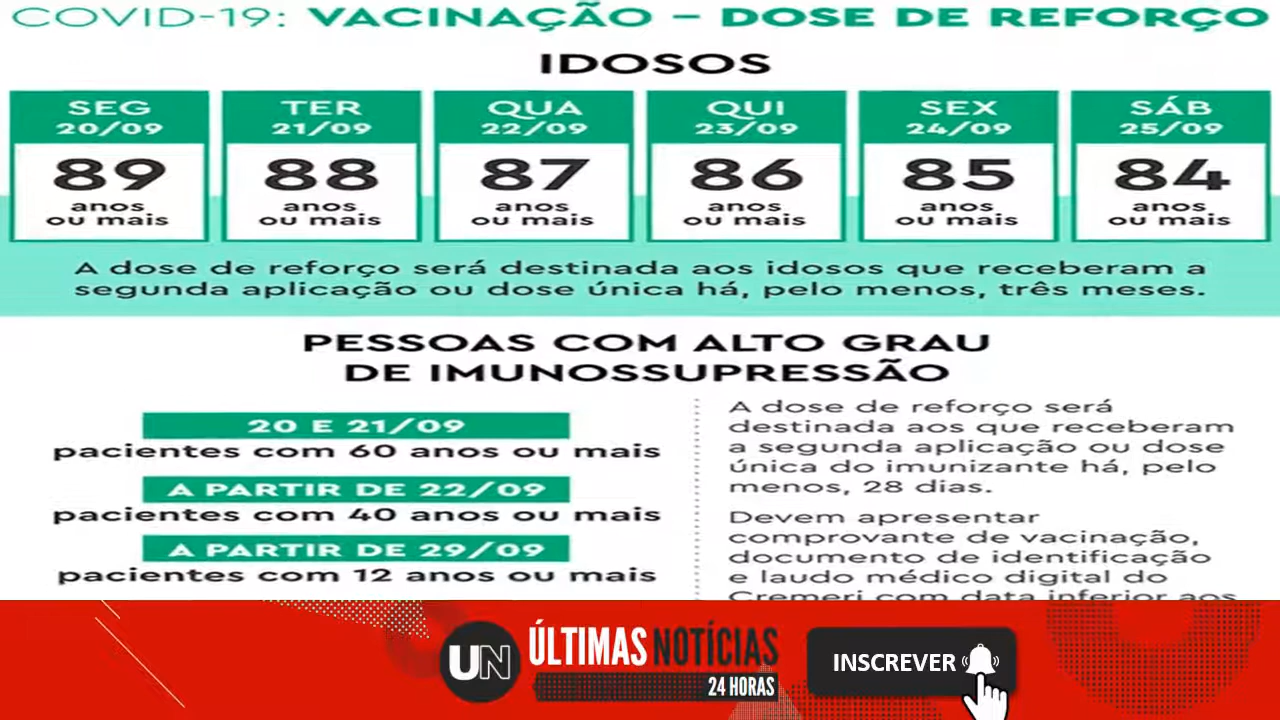 COVID-19: VACINAÇÃO – DOSE DE REFORÇO
IDOSOS
SEG
20/09
89
anos
ou mais
TER
21/09
88
anos
ou mais
QUA
22/09
87
anos
ou mais
QUI
23/09
86
anos
ou mais
SEX
24/09
85
anos
ou mais
SÁB
25/09
84
anos
ou mais
A dose de reforço será destinada aos idosos que receberam a
segunda aplicação ou dose única há, pelo menos, três meses.
PESSOAS COM ALTO GRAU
DE IMUNOSSUPRESSÃO
20 E 21/09
pacientes com 60 anos ou mais
A PARTIR DE 22/09
pacientes com 40 anos ou mais
A PARTIR DE 29/09
pacientes com 12 anos ou mais
A dose de reforço será
destinada aos que receberam
a segunda aplicação ou dose
única do imunizante há, pelo
menos, 28 dias.
Devem apresentar
comprovante de vacinação,
documento de identificação
e laudo médico digital do
Cremerj com data inferior aos
UN ÚLTIMAS NOTÍCIAS
24 HORAS
INSCREVER